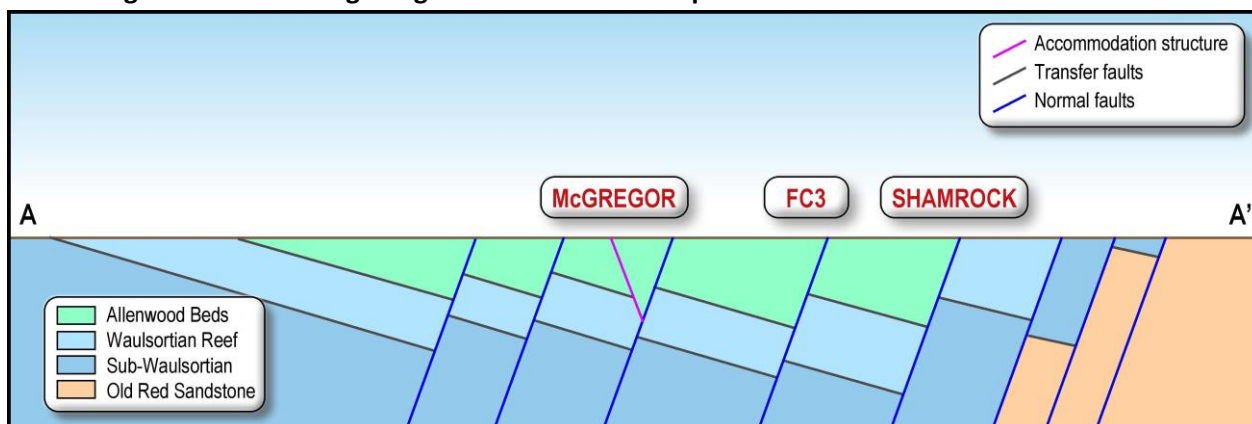 Accommodation structure
Transfer faults
Normal faults
McGREGOR
FC3
SHAMROCK
A
A'
Allenwood Beds
Waulsortian Reef
Sub-Waulsortian
Old Red Sandstone